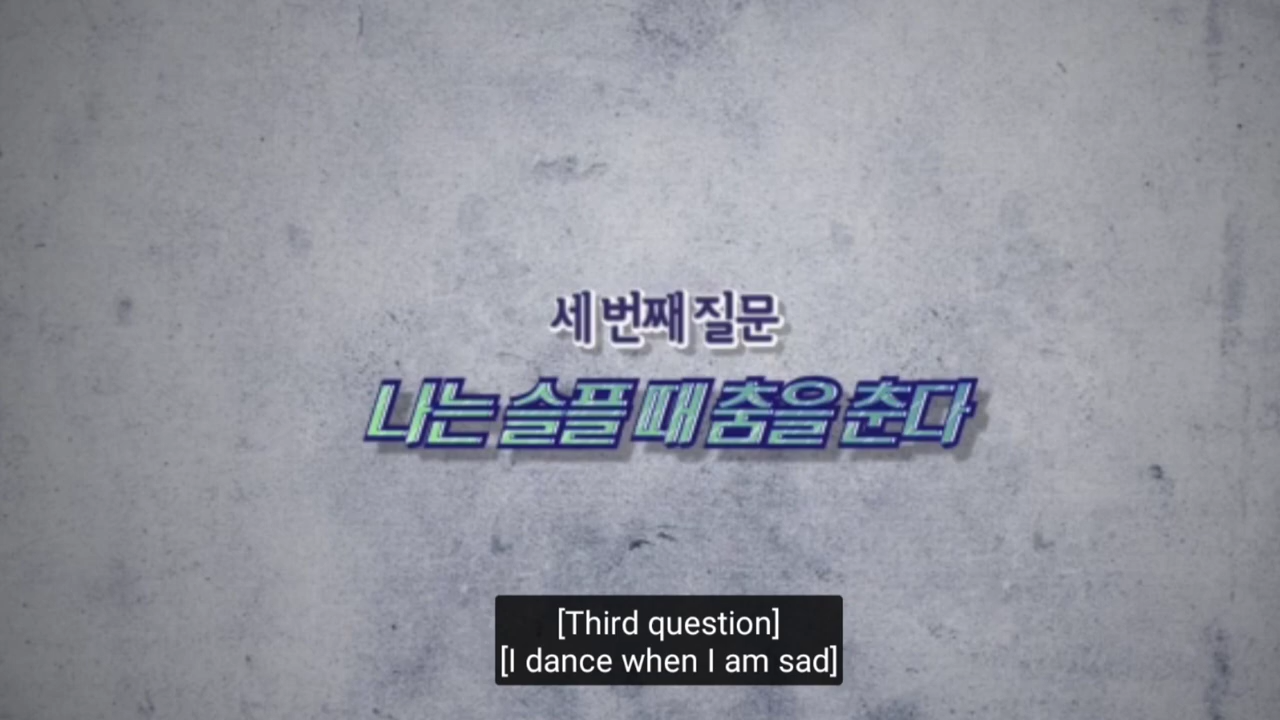 세 번째 질문
나는 슬플 때 춤을 춘다
[Third question]
[I dance when I am sad]